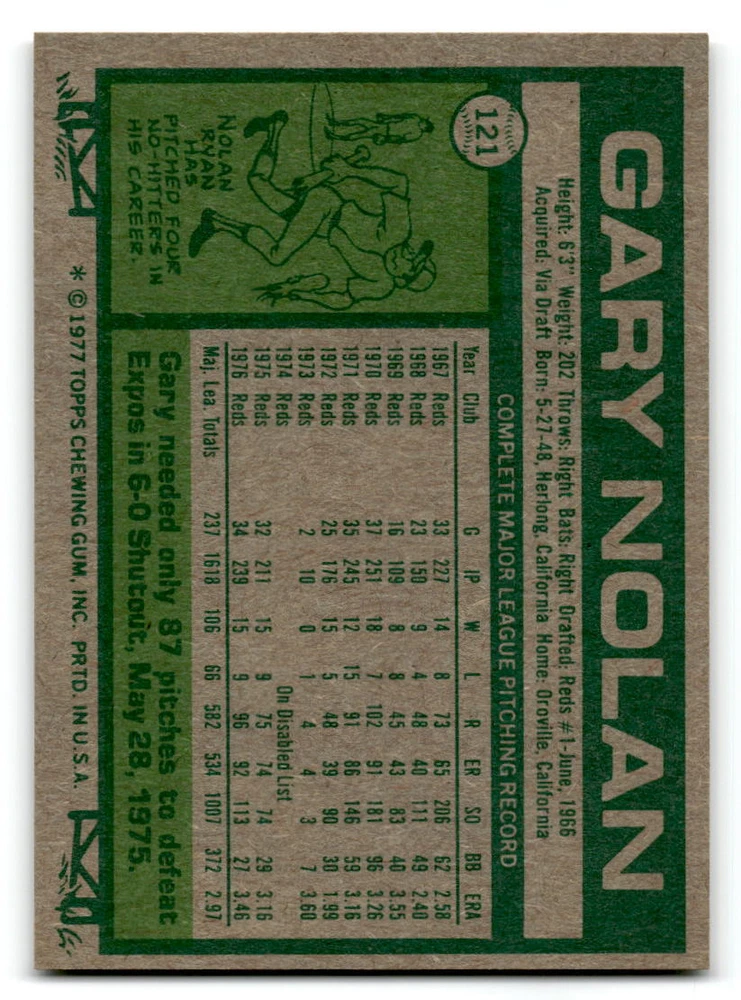 121
GARY NOLAN
Height: 6'3" Weight: 202 Throws: Right Bats: Right Drafted: Reds #1-June, 1966
Acquired: Via Draft Born: 5-27-48, Herlong, California Home: Oroville, California
COMPLETE MAJOR LEAGUE PITCHING RECORD
Year Club G IP W L R ER SO BB ERA
1967 Reds 33 227 14 8 73 65 206 62 2.58
1968 Reds 23 150 9 4 48 40 111 49 2.40
1969 Reds 16 109 8 8 45 43 83 40 3.55
1970 Reds 37 251 18 7 102 91 181 96 3.26
1971 Reds 35 245 12 15 91 86 146 59 3.16
1972 Reds 25 176 15 5 48 39 90 30 1.99
1973 Reds 2 10 0 1 4 4 3 7 3.60
1974 Reds On Disabled List
1975 Reds 32 211 15 9 75 74 74 29 3.16
1976 Reds 34 239 15 9 96 92 113 27 3.46
Maj. Lea. Totals 237 1618 106 66 582 534 1007 372 2.97
NOLAN
RYAN
HAS
PITCHED FOUR
NO-HITTERS IN
HIS CAREER.
Gary needed only 87 pitches to defeat
Expos in 6-0 Shutout, May 28, 1975.
* © 1977 TOPPS CHEWING GUM, INC. PRTD. IN U.S.A.